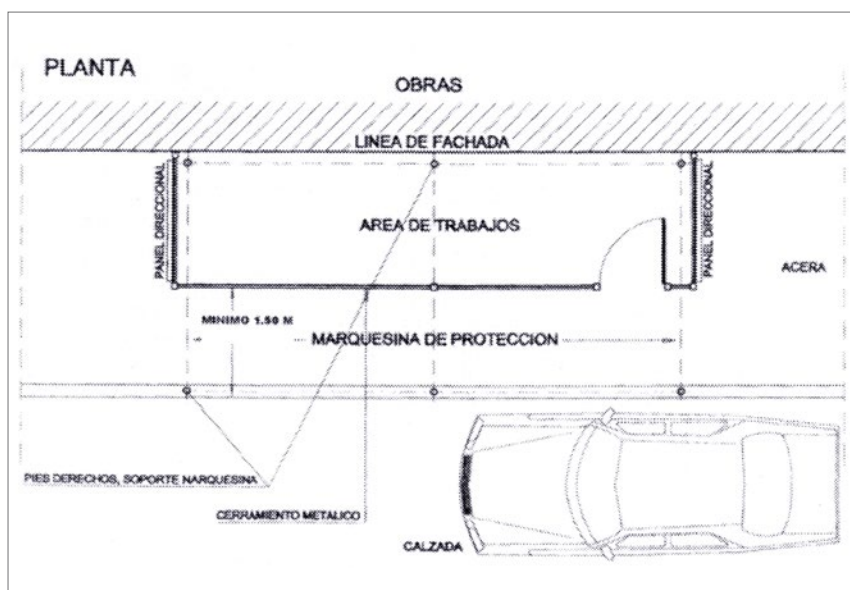 PLANTA
OBRAS
LINEA DE FACHADA
PANEL DIRECCIONAL
AREA DE TRABAJOS
PANEL DIRECCIONAL
ACERA
MINIMO 1.50 M
MARQUESINA DE PROTECCION
PIES DERECHOS, SOPORTE NARQUESINA
CERRAMIENTO METALICO
CALZADA